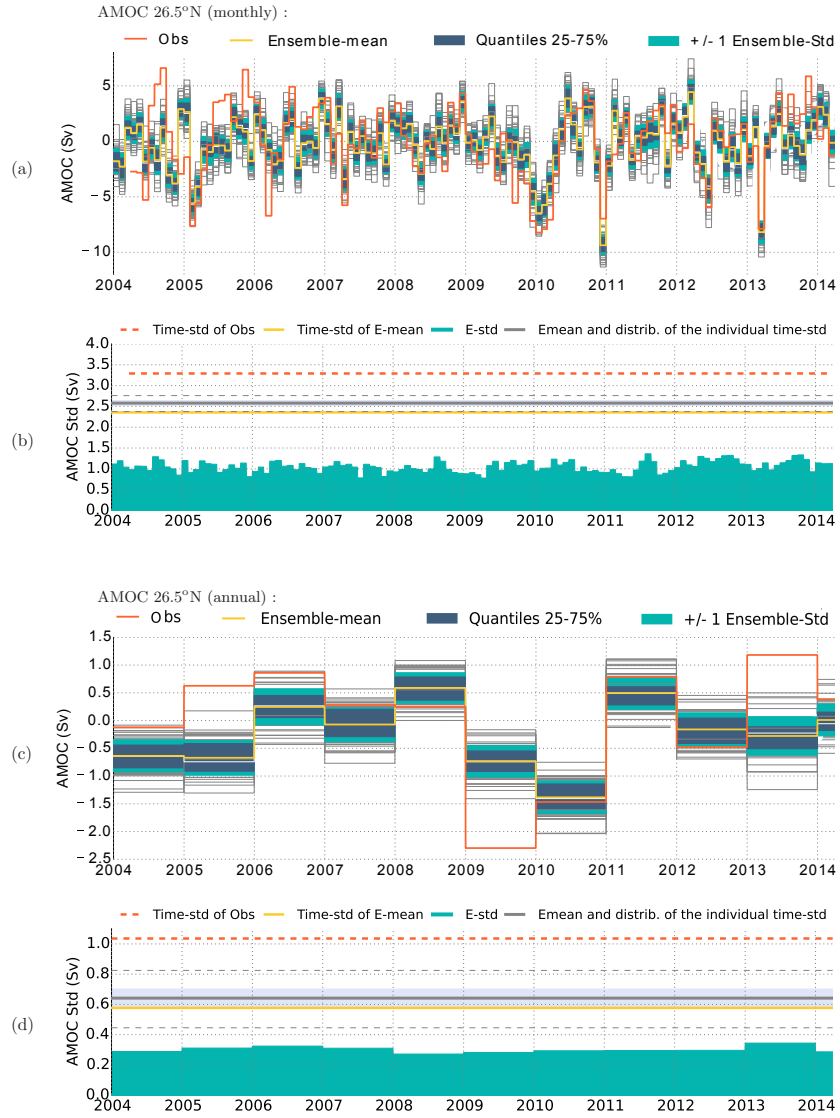 AMOC 26.5°N (monthly) :
Obs Ensemble-mean Quantiles 25-75% +/- 1 Ensemble-Std
(a)
AMOC (Sv)
5
0
−5
−10
2004 2005 2006 2007 2008 2009 2010 2011 2012 2013 2014
Time-std of Obs Time-std of E-mean E-std Emean and distrib. of the individual time-std
(b)
AMOC Std (Sv)
4.0
3.5
3.0
2.5
2.0
1.5
1.0
0.5
0.0
2004 2005 2006 2007 2008 2009 2010 2011 2012 2013 2014
AMOC 26.5°N (annual) :
Obs Ensemble-mean Quantiles 25-75% +/- 1 Ensemble-Std
(c)
AMOC (Sv)
1.5
1.0
0.5
0.0
−0.5
−1.0
−1.5
−2.0
−2.5
2004 2005 2006 2007 2008 2009 2010 2011 2012 2013 2014
Time-std of Obs Time-std of E-mean E-std Emean and distrib. of the individual time-std
(d)
AMOC Std (Sv)
1.0
0.8
0.6
0.4
0.2
0.0
2004 2005 2006 2007 2008 2009 2010 2011 2012 2013 2014